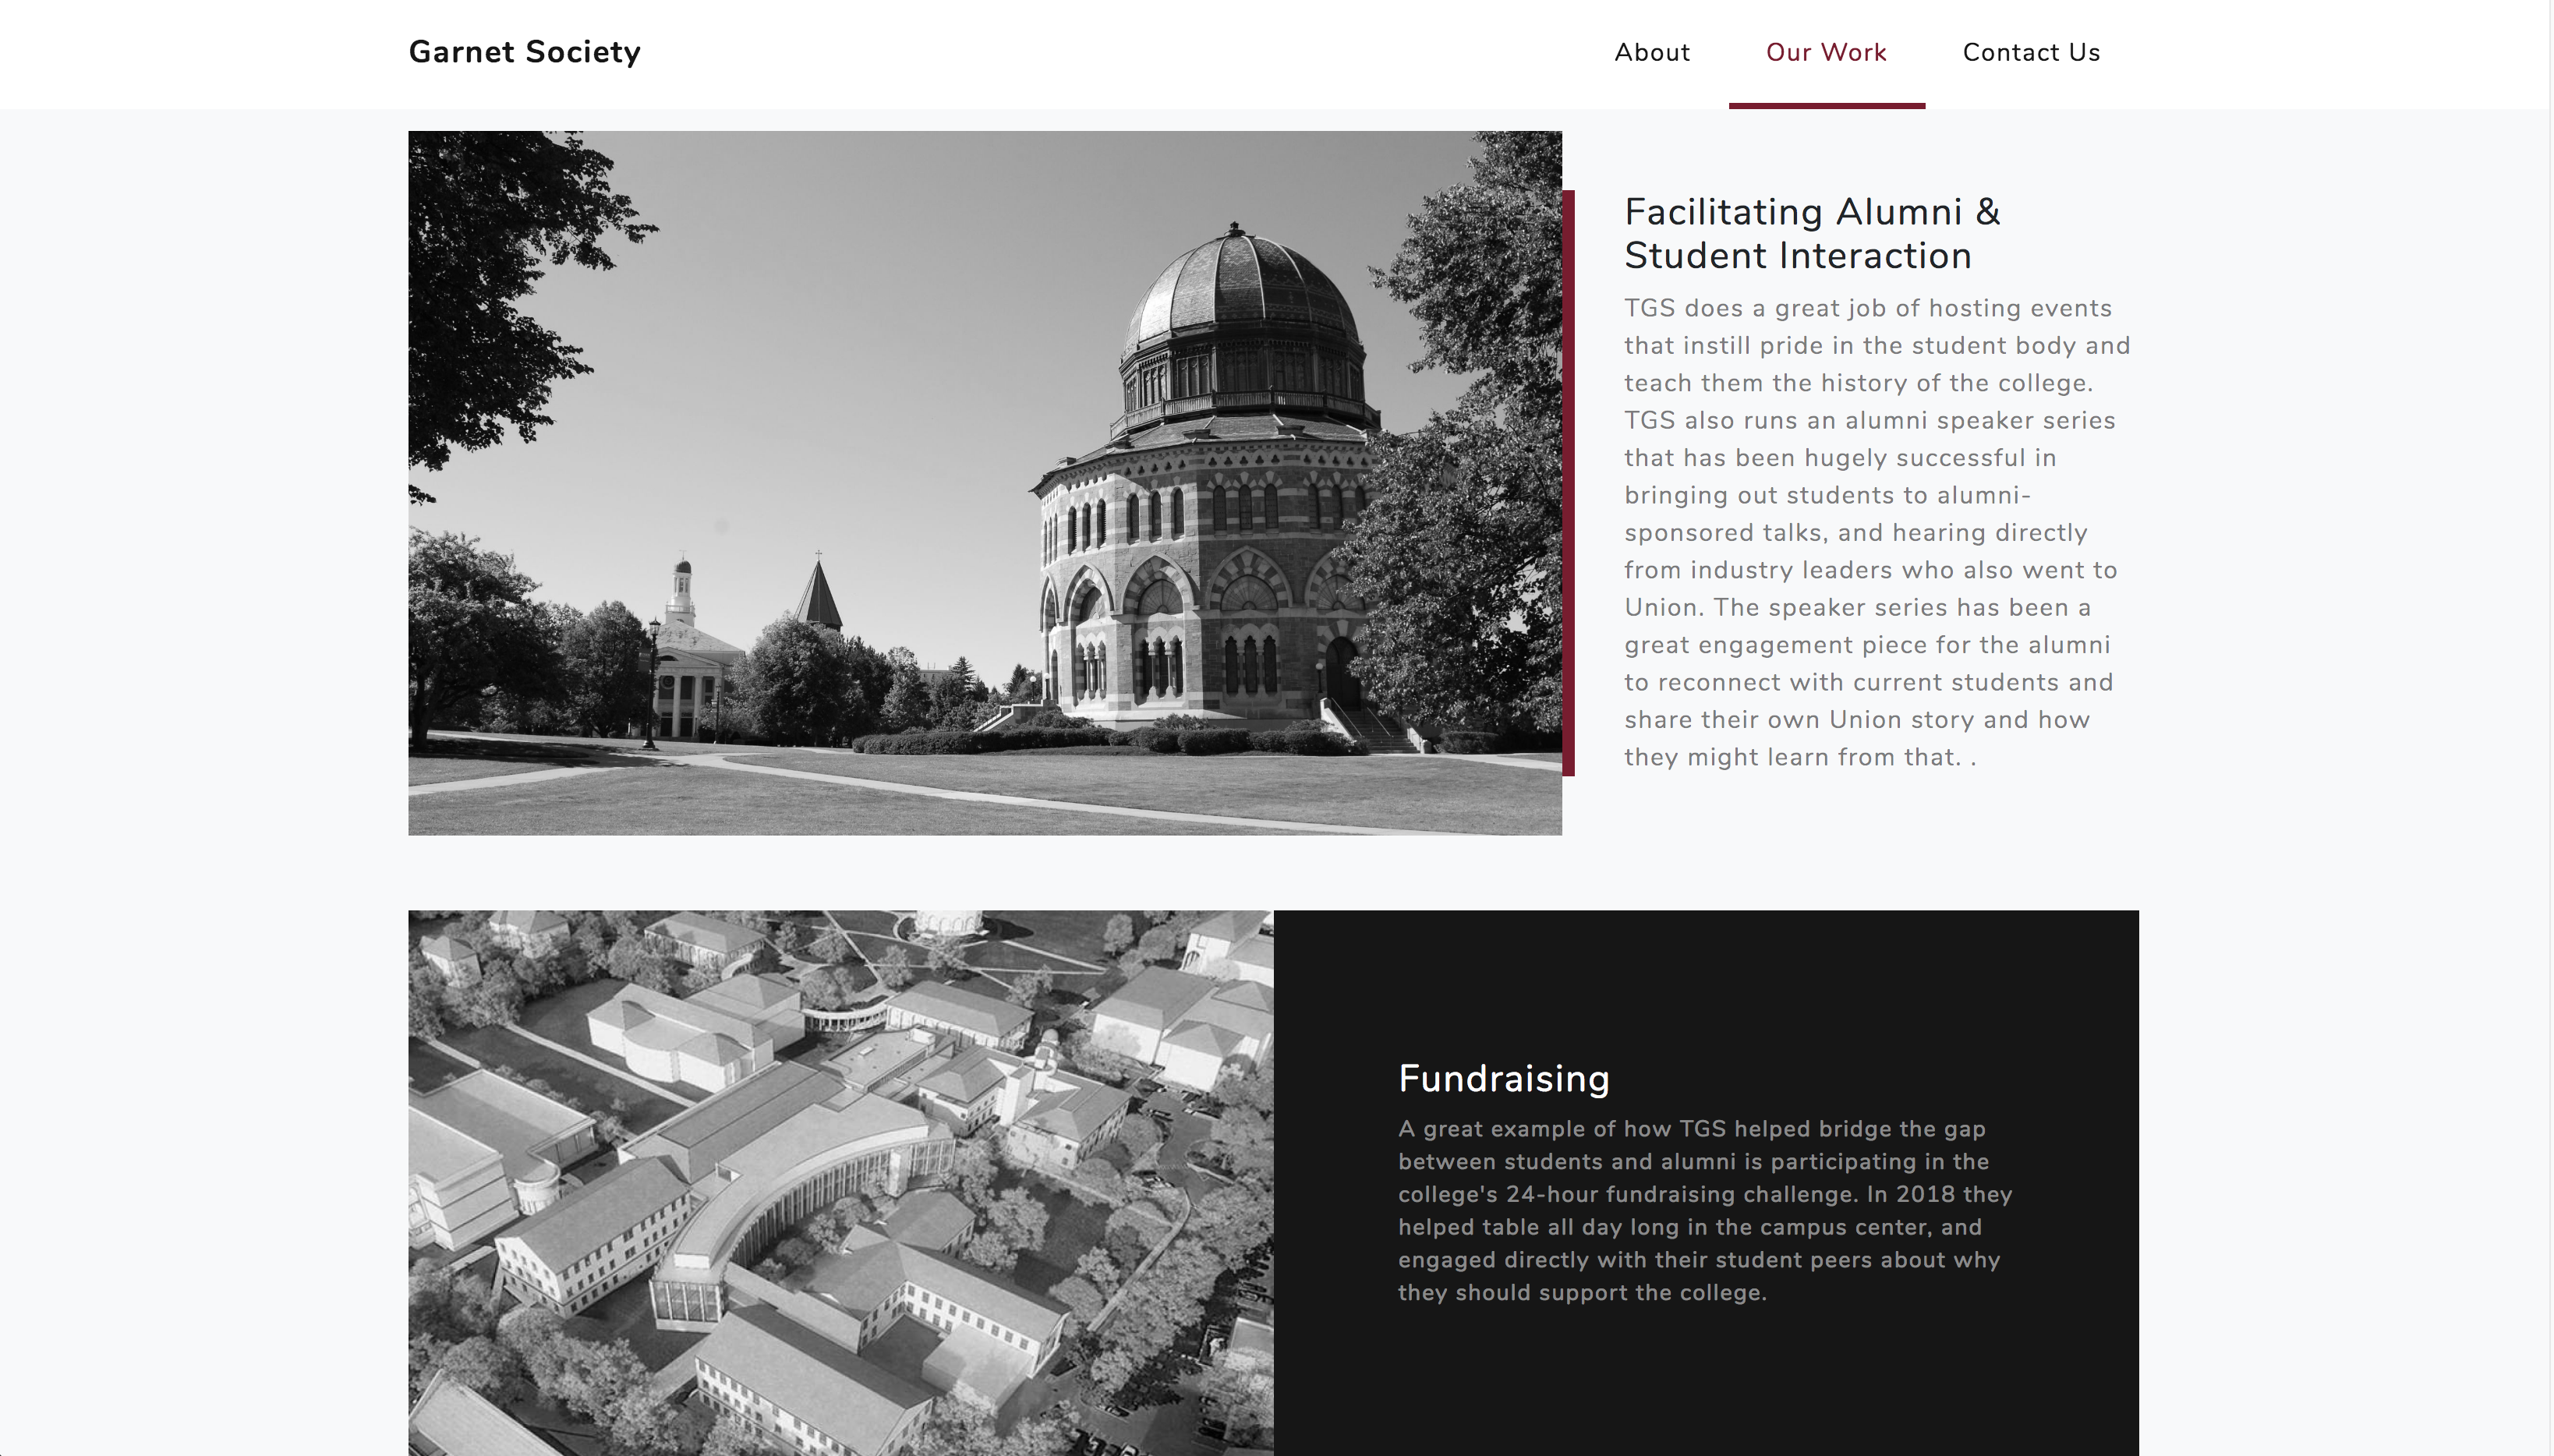 Garnet Society
About
Our Work
Contact Us
Facilitating Alumni &
Student Interaction
TGS does a great job of hosting events
that instill pride in the student body and
teach them the history of the college.
TGS also runs an alumni speaker series
that has been hugely successful in
bringing out students to alumni-
sponsored talks, and hearing directly
from industry leaders who also went to
Union. The speaker series has been a
great engagement piece for the alumni
to reconnect with current students and
share their own Union story and how
they might learn from that. .
Fundraising
A great example of how TGS helped bridge the gap
between students and alumni is participating in the
college's 24-hour fundraising challenge. In 2018 they
helped table all day long in the campus center, and
engaged directly with their student peers about why
they should support the college.